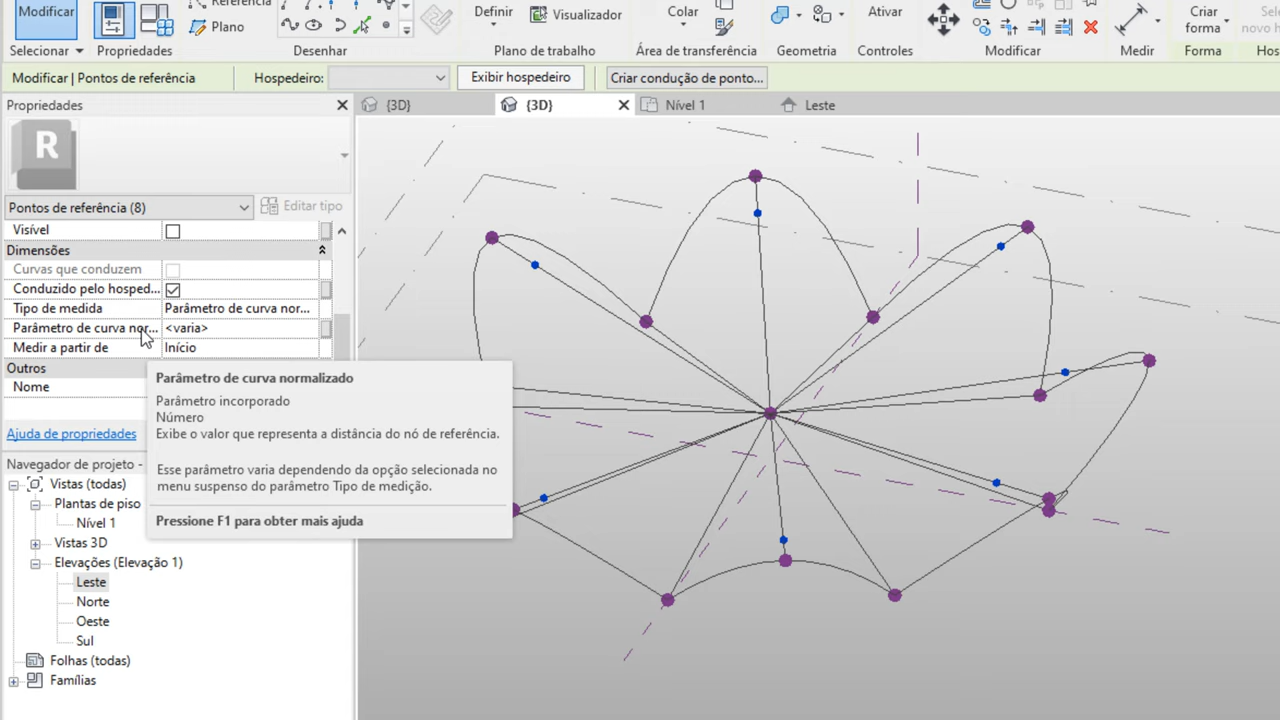 Modificar
Referência
Plano
Definir
Visualizador
Colar
Ativar
Criar
forma
Selecionar
Propriedades
Desenhar
Plano de trabalho
Área de transferência
Geometria
Controles
Modificar
Medir
Forma
Modificar | Pontos de referência
Hospedeiro:
Exibir hospedeiro
Criar condução de ponto...
Propriedades
{3D}
{3D}
Nível 1
Leste
R
Pontos de referência (8)
Editar tipo
Visível
Dimensões
Curvas que conduzem
Conduzido pelo hosped...
Tipo de medida
Parâmetro de curva nor...
Parâmetro de curva nor...
<varia>
Medir a partir de
Início
Outros
Nome
Parâmetro de curva normalizado
Parâmetro incorporado
Número
Exibe o valor que representa a distância do nó de referência.
Esse parâmetro varia dependendo da opção selecionada no
menu suspenso do parâmetro Tipo de medição.
Pressione F1 para obter mais ajuda
Ajuda de propriedades
Navegador de projeto -
Vistas (todas)
Plantas de piso
Nível 1
Vistas 3D
Elevações (Elevação 1)
Leste
Norte
Oeste
Sul
Folhas (todas)
Famílias